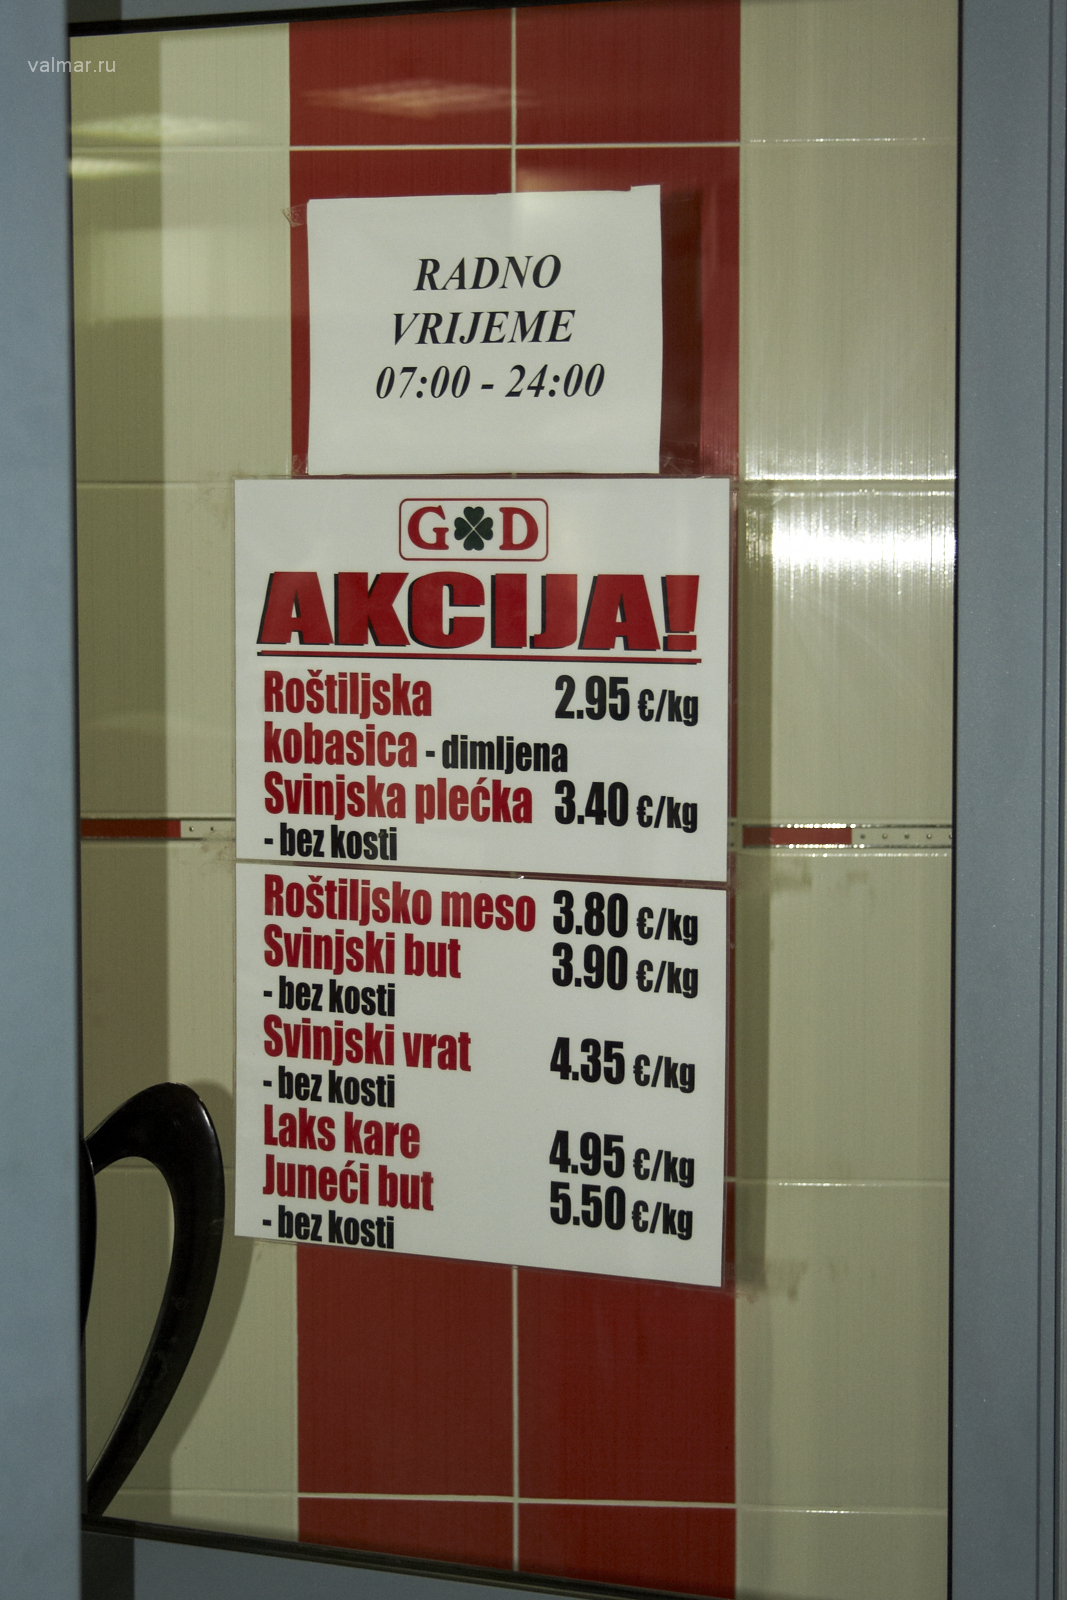 valmar.ru
RADNO
VRIJEME
07:00 - 24:00
G D
AKCIJA!
Roštiljska 2.95 €/kg
kobasica - dimljena
Svinjska plećka 3.40 €/kg
- bez kosti
Roštiljsko meso 3.80 €/kg
Svinjski but 3.90 €/kg
- bez kosti
Svinjski vrat 4.35 €/kg
- bez kosti
Laks kare 4.95 €/kg
Juneći but 5.50 €/kg
- bez kosti